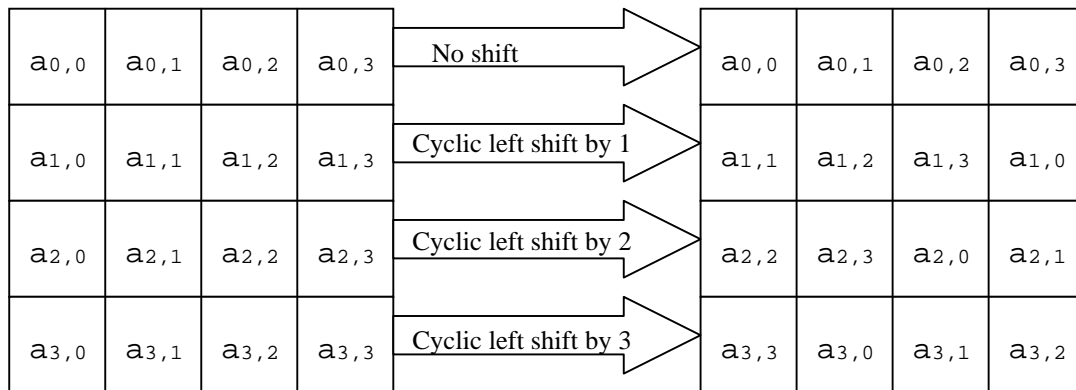 a0,0 a0,1 a0,2 a0,3 No shift a0,0 a0,1 a0,2 a0,3
a1,0 a1,1 a1,2 a1,3 Cyclic left shift by 1 a1,1 a1,2 a1,3 a1,0
a2,0 a2,1 a2,2 a2,3 Cyclic left shift by 2 a2,2 a2,3 a2,0 a2,1
a3,0 a3,1 a3,2 a3,3 Cyclic left shift by 3 a3,3 a3,0 a3,1 a3,2